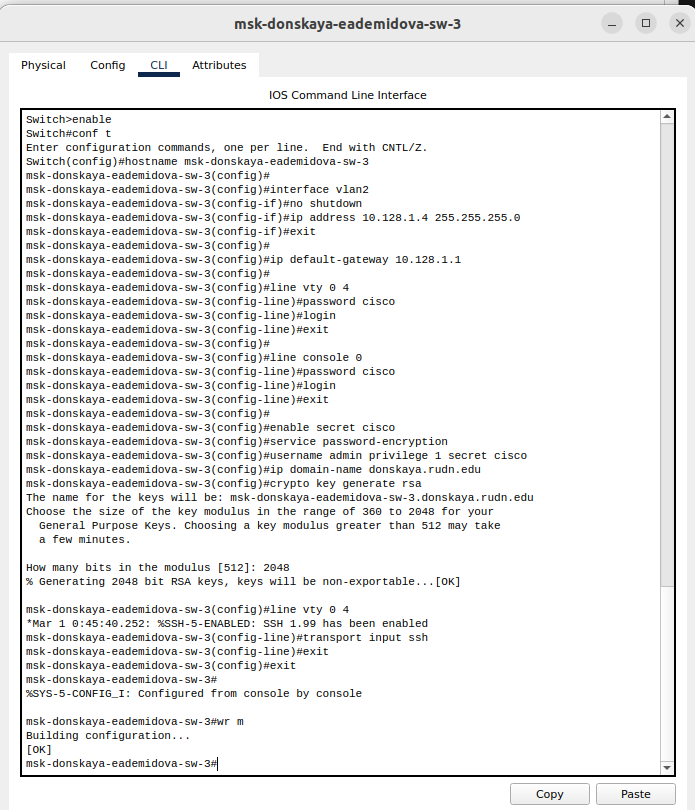 msk-donskaya-eademidova-sw-3
Physical Config CLI Attributes
IOS Command Line Interface
Switch>enable
Switch#conf t
Enter configuration commands, one per line.  End with CNTL/Z.
Switch(config)#hostname msk-donskaya-eademidova-sw-3
msk-donskaya-eademidova-sw-3(config)#
msk-donskaya-eademidova-sw-3(config)#interface vlan2
msk-donskaya-eademidova-sw-3(config-if)#no shutdown
msk-donskaya-eademidova-sw-3(config-if)#ip address 10.128.1.4 255.255.255.0
msk-donskaya-eademidova-sw-3(config-if)#exit
msk-donskaya-eademidova-sw-3(config)#
msk-donskaya-eademidova-sw-3(config)#ip default-gateway 10.128.1.1
msk-donskaya-eademidova-sw-3(config)#
msk-donskaya-eademidova-sw-3(config)#line vty 0 4
msk-donskaya-eademidova-sw-3(config-line)#password cisco
msk-donskaya-eademidova-sw-3(config-line)#login
msk-donskaya-eademidova-sw-3(config-line)#exit
msk-donskaya-eademidova-sw-3(config)#
msk-donskaya-eademidova-sw-3(config)#line console 0
msk-donskaya-eademidova-sw-3(config-line)#password cisco
msk-donskaya-eademidova-sw-3(config-line)#login
msk-donskaya-eademidova-sw-3(config-line)#exit
msk-donskaya-eademidova-sw-3(config)#
msk-donskaya-eademidova-sw-3(config)#enable secret cisco
msk-donskaya-eademidova-sw-3(config)#service password-encryption
msk-donskaya-eademidova-sw-3(config)#username admin privilege 1 secret cisco
msk-donskaya-eademidova-sw-3(config)#ip domain-name donskaya.rudn.edu
msk-donskaya-eademidova-sw-3(config)#crypto key generate rsa
The name for the keys will be: msk-donskaya-eademidova-sw-3.donskaya.rudn.edu
Choose the size of the key modulus in the range of 360 to 2048 for your
  General Purpose Keys. Choosing a key modulus greater than 512 may take
  a few minutes.
How many bits in the modulus [512]: 2048
% Generating 2048 bit RSA keys, keys will be non-exportable...[OK]
msk-donskaya-eademidova-sw-3(config)#line vty 0 4
*Mar 1 0:45:40.252: %SSH-5-ENABLED: SSH 1.99 has been enabled
msk-donskaya-eademidova-sw-3(config-line)#transport input ssh
msk-donskaya-eademidova-sw-3(config-line)#exit
msk-donskaya-eademidova-sw-3(config)#exit
msk-donskaya-eademidova-sw-3#
%SYS-5-CONFIG_I: Configured from console by console
msk-donskaya-eademidova-sw-3#wr m
Building configuration...
[OK]
msk-donskaya-eademidova-sw-3#
Copy Paste